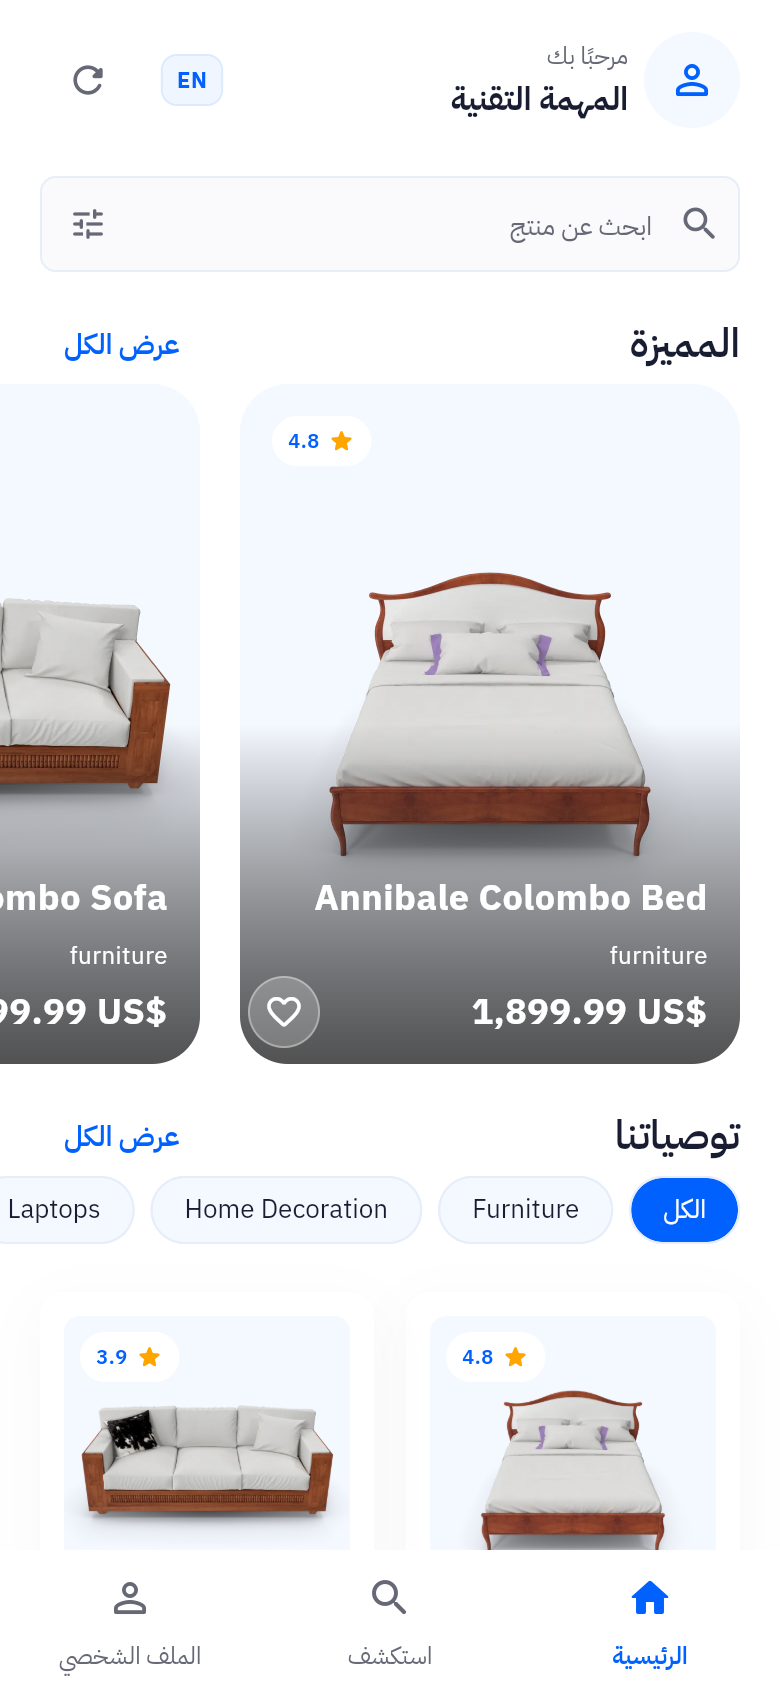 مرحبًا بك
المهمة التقنية
EN
ابحث عن منتج
المميزة
عرض الكل
4.8
Annibale Colombo Bed
furniture
1,899.99 US$
ombo Sofa
furniture
99.99 US$
توصياتنا
عرض الكل
الكل
Furniture
Home Decoration
Laptops
4.8
3.9
الرئيسية
استكشف
الملف الشخصي